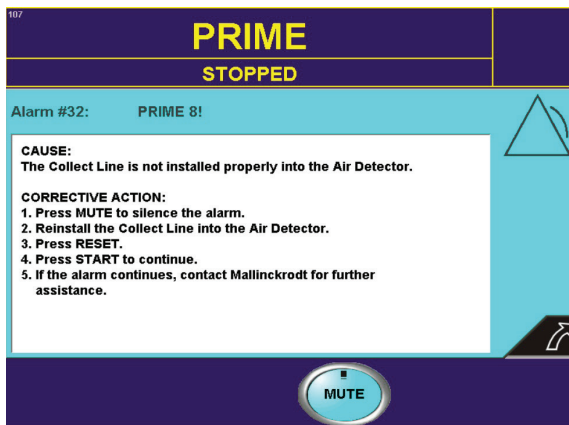 107
PRIME
STOPPED
Alarm #32: PRIME 8!
CAUSE:
The Collect Line is not installed properly into the Air Detector.
CORRECTIVE ACTION:
1. Press MUTE to silence the alarm.
2. Reinstall the Collect Line into the Air Detector.
3. Press RESET.
4. Press START to continue.
5. If the alarm continues, contact Mallinckrodt for further
assistance.
MUTE